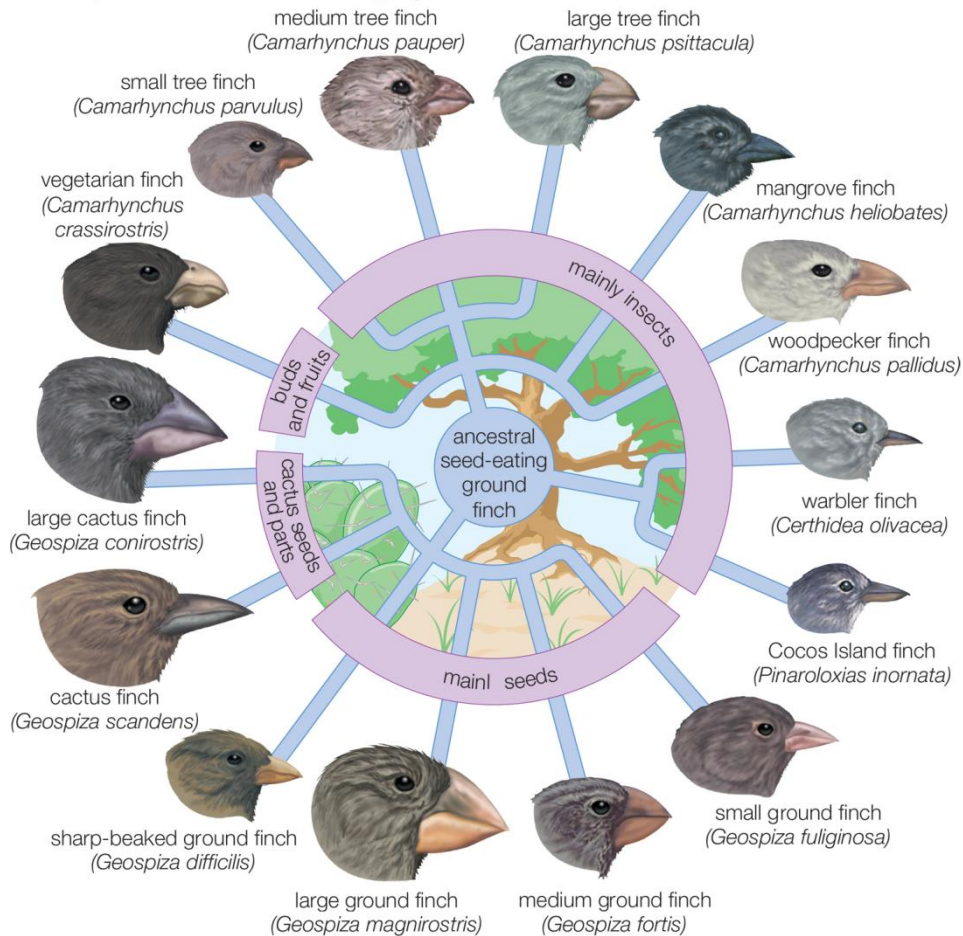 medium tree finch
(Camarhynchus pauper)
large tree finch
(Camarhynchus psittacula)
small tree finch
(Camarhynchus parvulus)
vegetarian finch
(Camarhynchus
crassirostris)
mangrove finch
(Camarhynchus heliobates)
mainly insects
woodpecker finch
(Camarhynchus pallidus)
buds
and fruits
ancestral
seed-eating
ground
finch
cactus seeds
and parts
large cactus finch
(Geospiza conirostris)
warbler finch
(Certhidea olivacea)
Cocos Island finch
(Pinaroloxias inornata)
mainl seeds
cactus finch
(Geospiza scandens)
small ground finch
(Geospiza fuliginosa)
sharp-beaked ground finch
(Geospiza difficilis)
large ground finch
(Geospiza magnirostris)
medium ground finch
(Geospiza fortis)